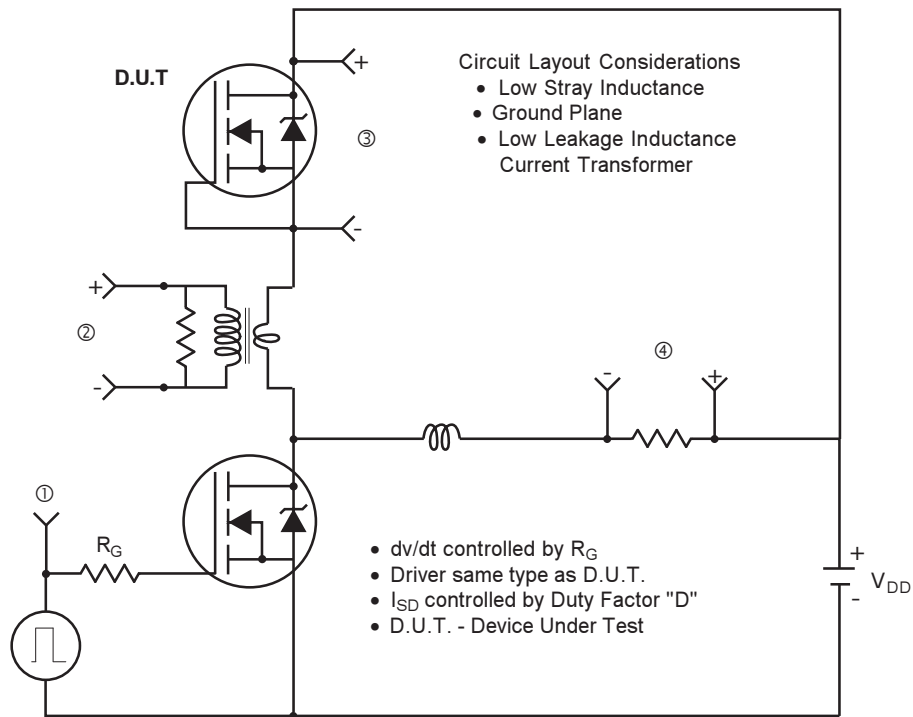 D.U.T
+
Circuit Layout Considerations
• Low Stray Inductance
• Ground Plane
• Low Leakage Inductance
Current Transformer
③
-
+
②
-
④
- +
①
R_G
• dv/dt controlled by R_G
• Driver same type as D.U.T.
• I_SD controlled by Duty Factor "D"
• D.U.T. - Device Under Test
+
V_DD
-